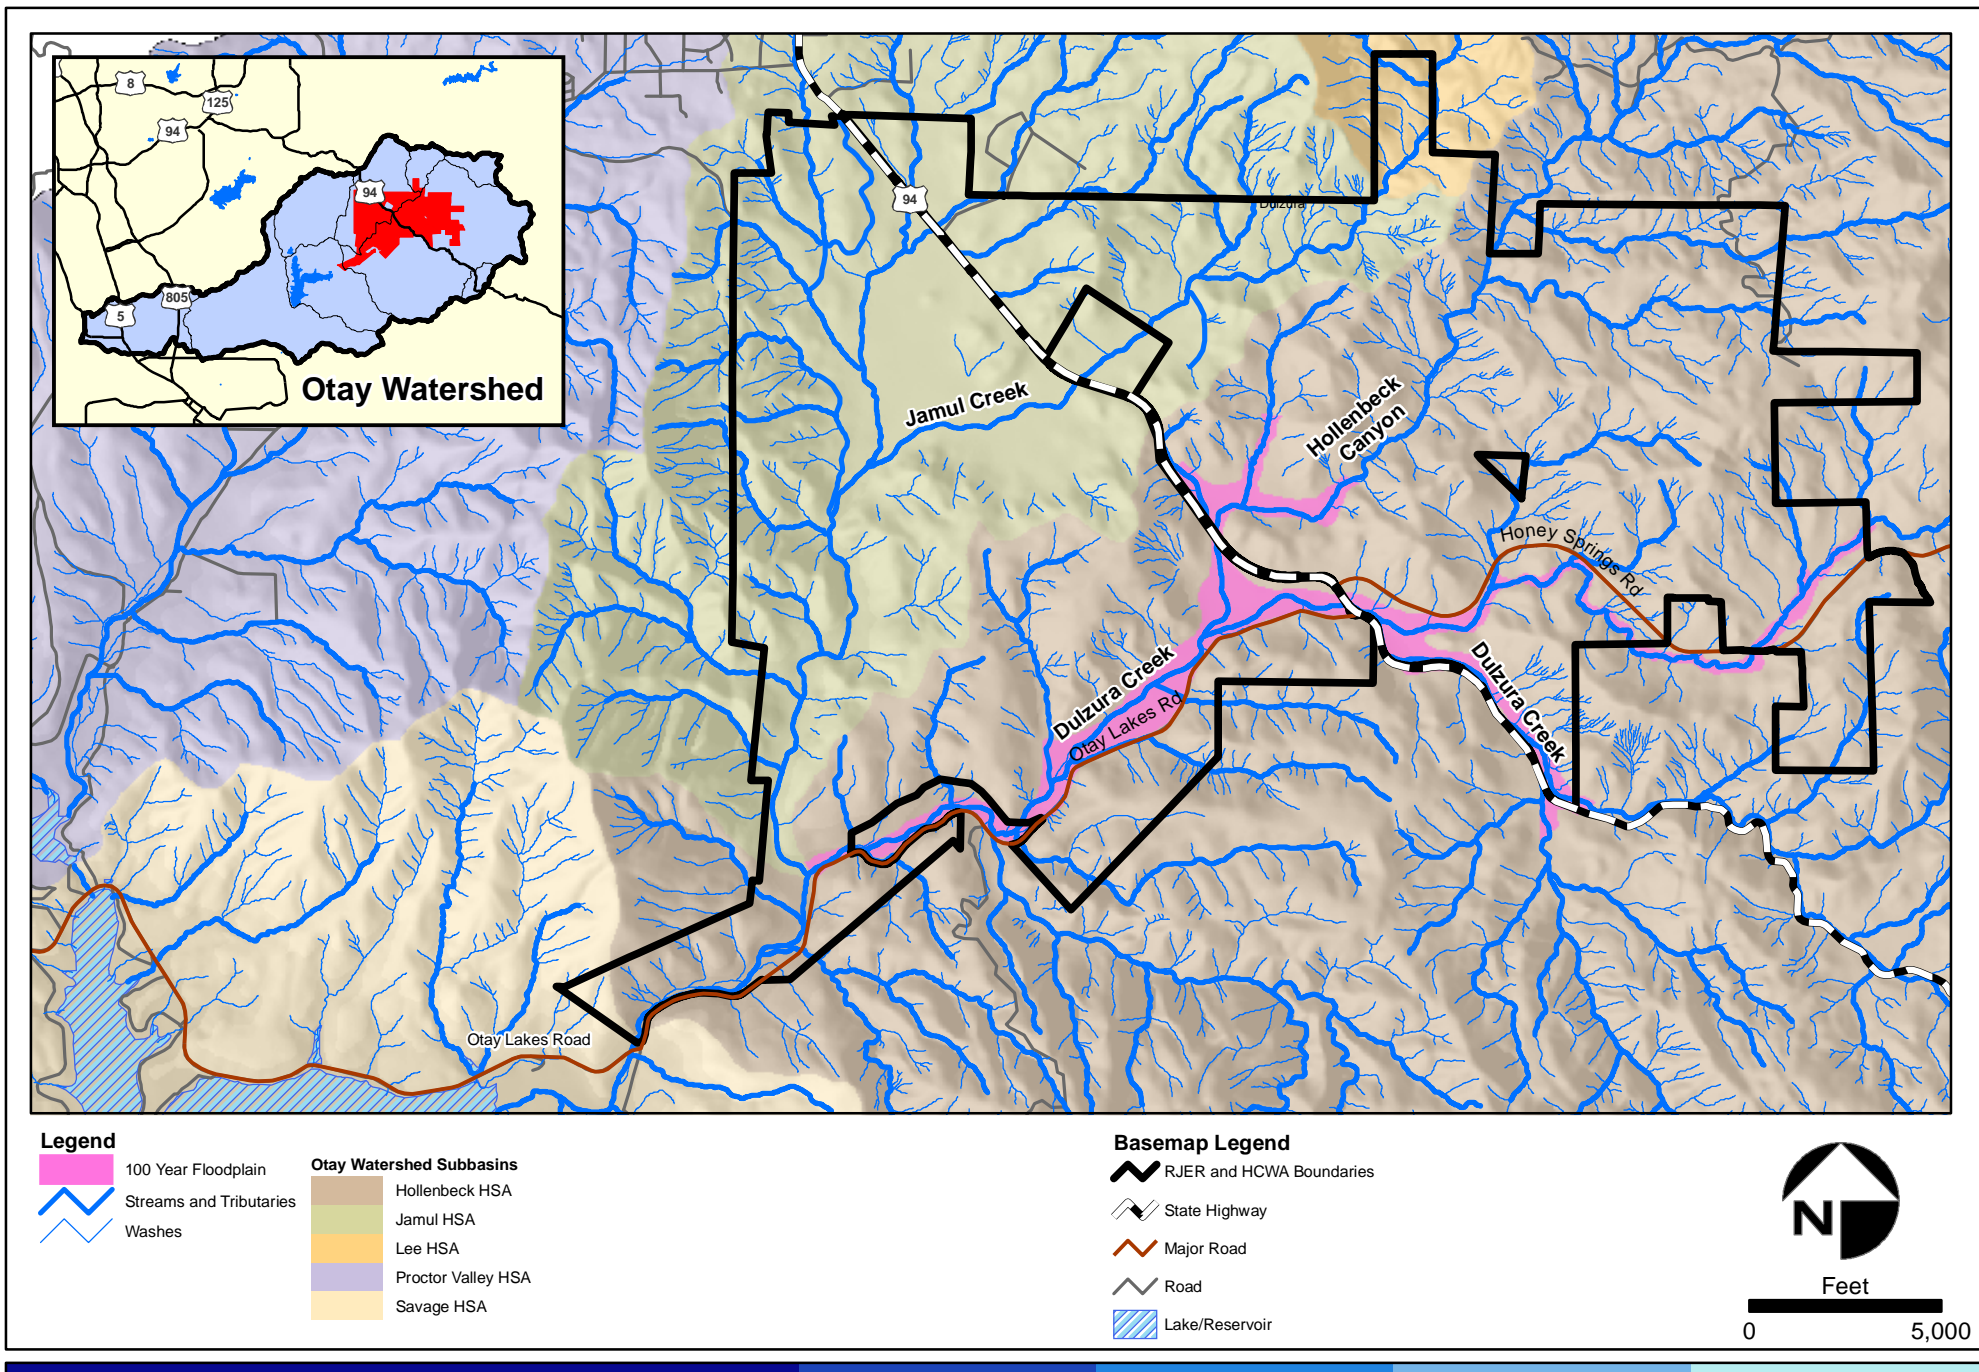 8
125
94
94
805
5
Otay Watershed
94
Dulzura
Jamul Creek
Hollenbeck
Canyon
Honey Springs Rd
Dulzura Creek
Otay Lakes Rd
Dulzura Creek
Otay Lakes Road
Legend
100 Year Floodplain
Streams and Tributaries
Washes
Otay Watershed Subbasins
Hollenbeck HSA
Jamul HSA
Lee HSA
Proctor Valley HSA
Savage HSA
Basemap Legend
RJER and HCWA Boundaries
State Highway
Major Road
Road
Lake/Reservoir
N
Feet
0 5,000